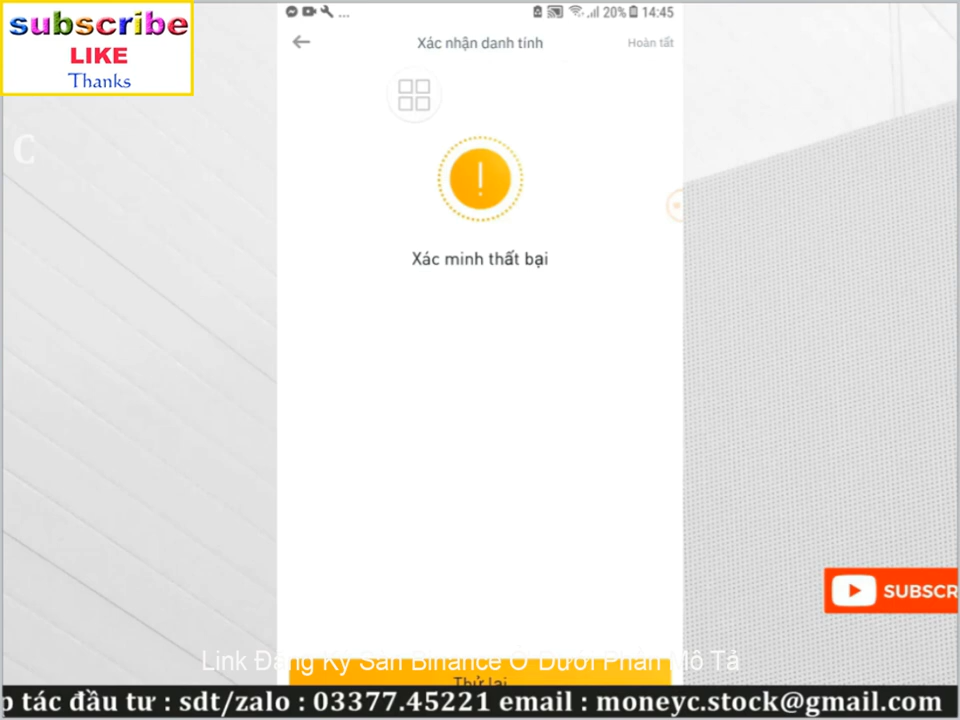 subscribe
LIKE
Thanks
... 20% 14:45
Xác nhận danh tính
Hoàn tất
C
Xác minh thất bại
SUBSCR
Link Đăng Ký Sàn Binance Ở Dưới Phần Mô Tả
Thử lại
p tác đầu tư : sdt/zalo : 03377.45221 email : moneyc.stock@gmail.com